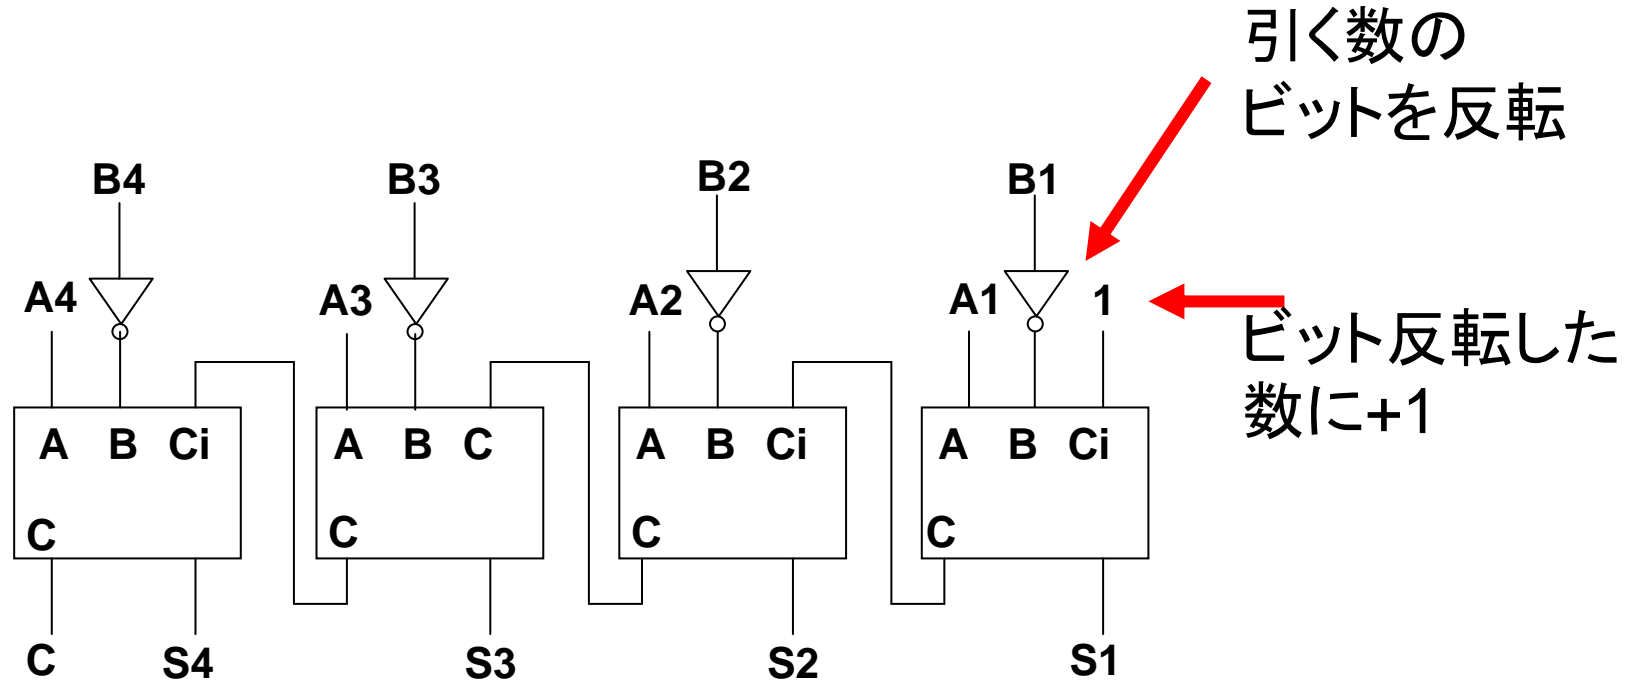 引く数の
ビットを反転
B4 B3 B2 B1
A4 A3 A2 A1 1
ビット反転した
数に+1
A B Ci A B C A B Ci A B Ci
C C C C
C S4 S3 S2 S1